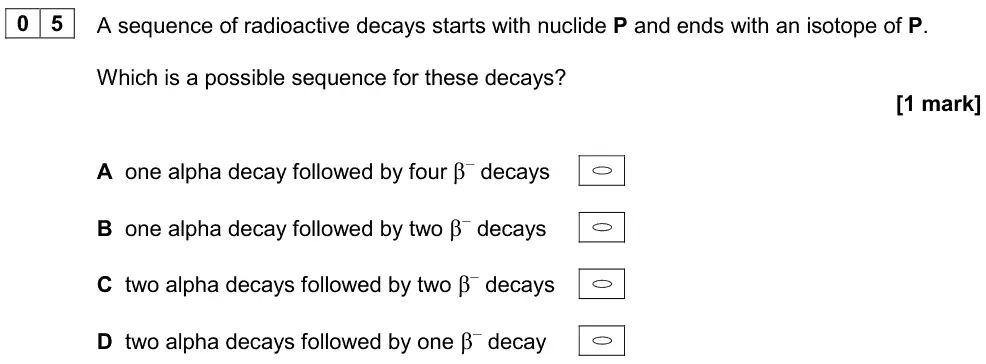 0 5 A sequence of radioactive decays starts with nuclide P and ends with an isotope of P.
Which is a possible sequence for these decays?
[1 mark]
A one alpha decay followed by four β⁻ decays
B one alpha decay followed by two β⁻ decays
C two alpha decays followed by two β⁻ decays
D two alpha decays followed by one β⁻ decay